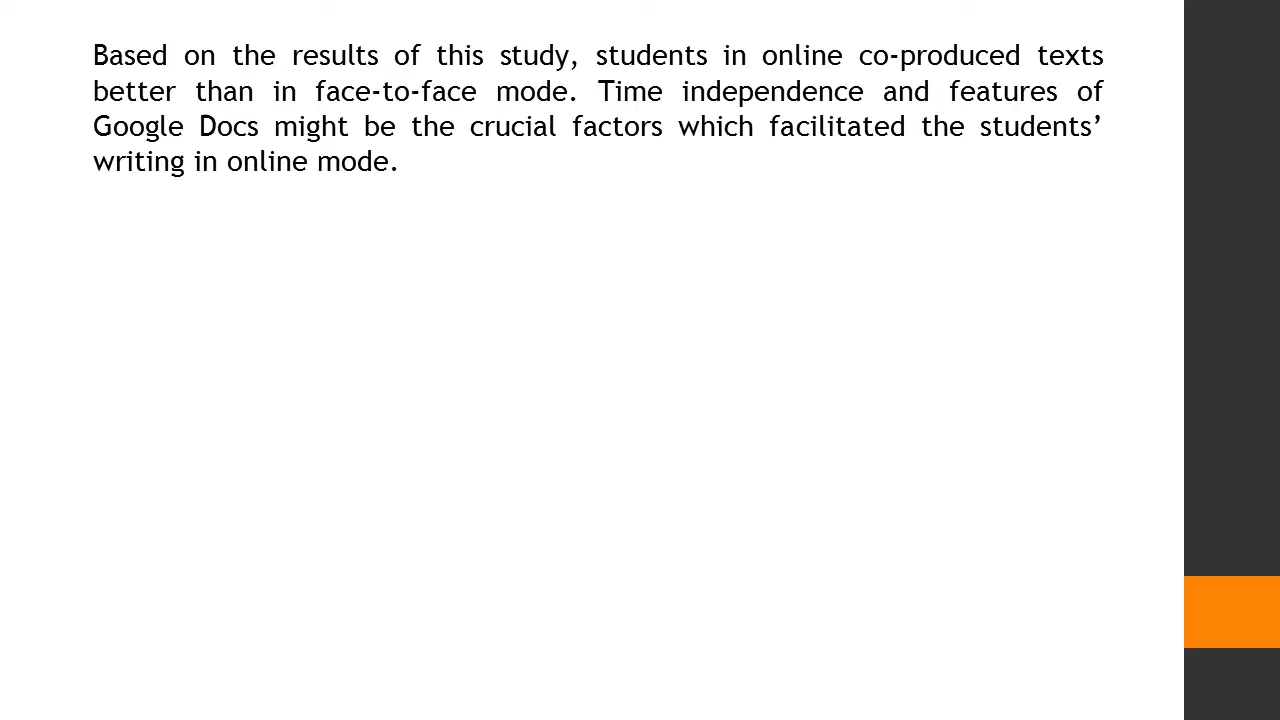 Based on the results of this study, students in online co-produced texts
better than in face-to-face mode. Time independence and features of
Google Docs might be the crucial factors which facilitated the students’
writing in online mode.